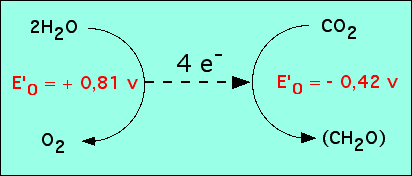 2H₂O
CO₂
4 e⁻
E'₀ = + 0,81 v
E'₀ = - 0,42 v
O₂
(CH₂O)